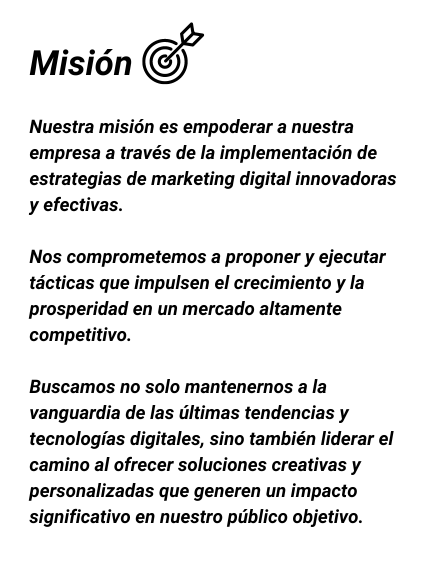 Misión
Nuestra misión es empoderar a nuestra
empresa a través de la implementación de
estrategias de marketing digital innovadoras
y efectivas.
Nos comprometemos a proponer y ejecutar
tácticas que impulsen el crecimiento y la
prosperidad en un mercado altamente
competitivo.
Buscamos no solo mantenernos a la
vanguardia de las últimas tendencias y
tecnologías digitales, sino también liderar el
camino al ofrecer soluciones creativas y
personalizadas que generen un impacto
significativo en nuestro público objetivo.